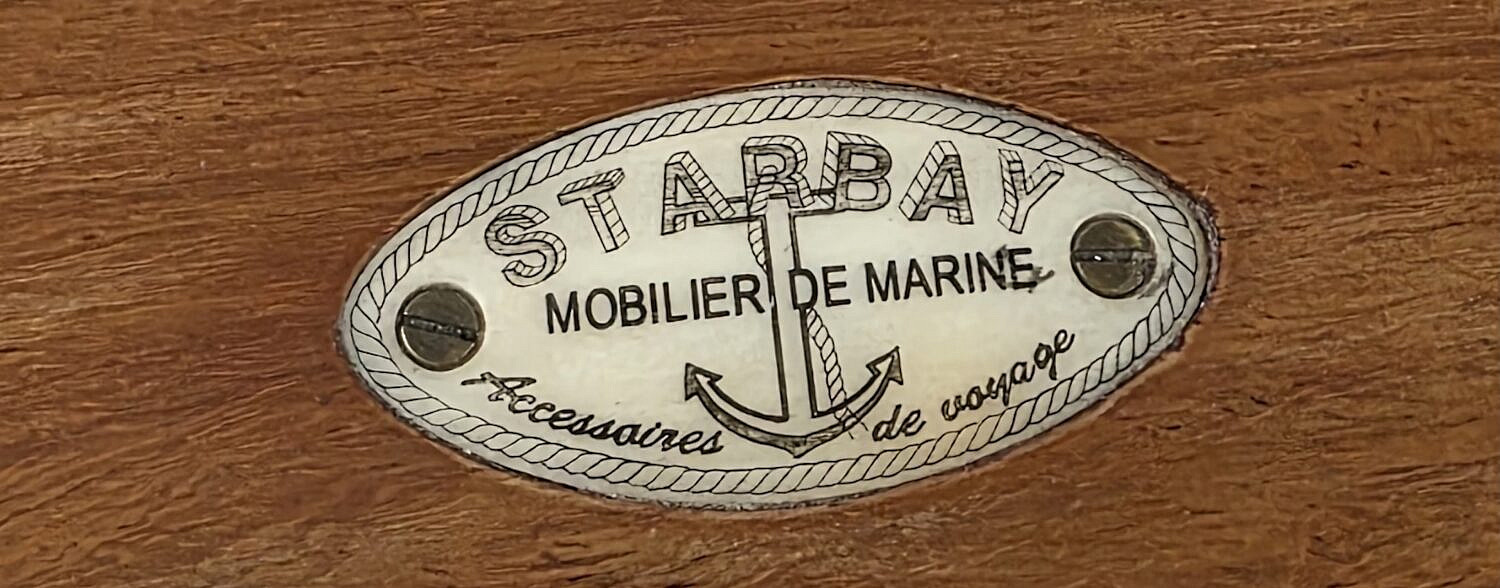 STARBAY
MOBILIER DE MARINE
Accessoires de voyage